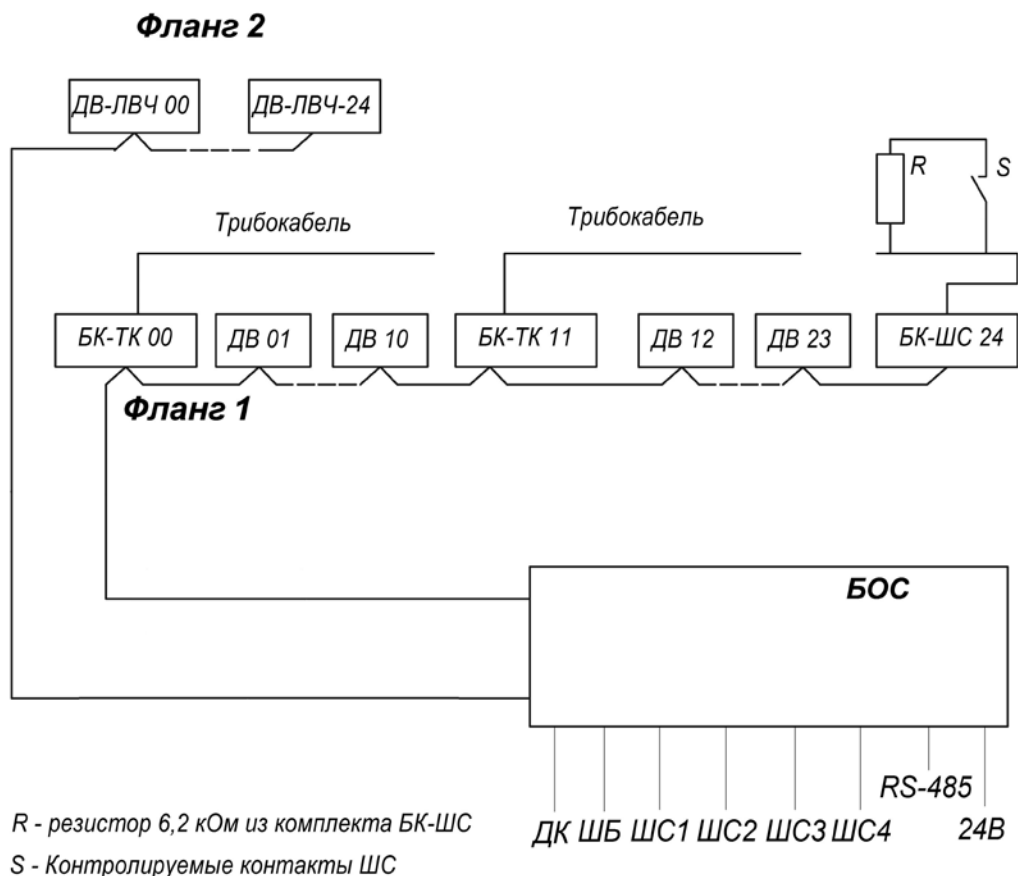 Фланг 2
ДВ-ЛВЧ 00
ДВ-ЛВЧ-24
R
S
Трибокабель
Трибокабель
БК-ТК 00
ДВ 01
ДВ 10
БК-ТК 11
ДВ 12
ДВ 23
БК-ШС 24
Фланг 1
БОС
RS-485
ДК ШБ ШС1 ШС2 ШС3 ШС4 24В
R - резистор 6,2 кОм из комплекта БК-ШС
S - Контролируемые контакты ШС